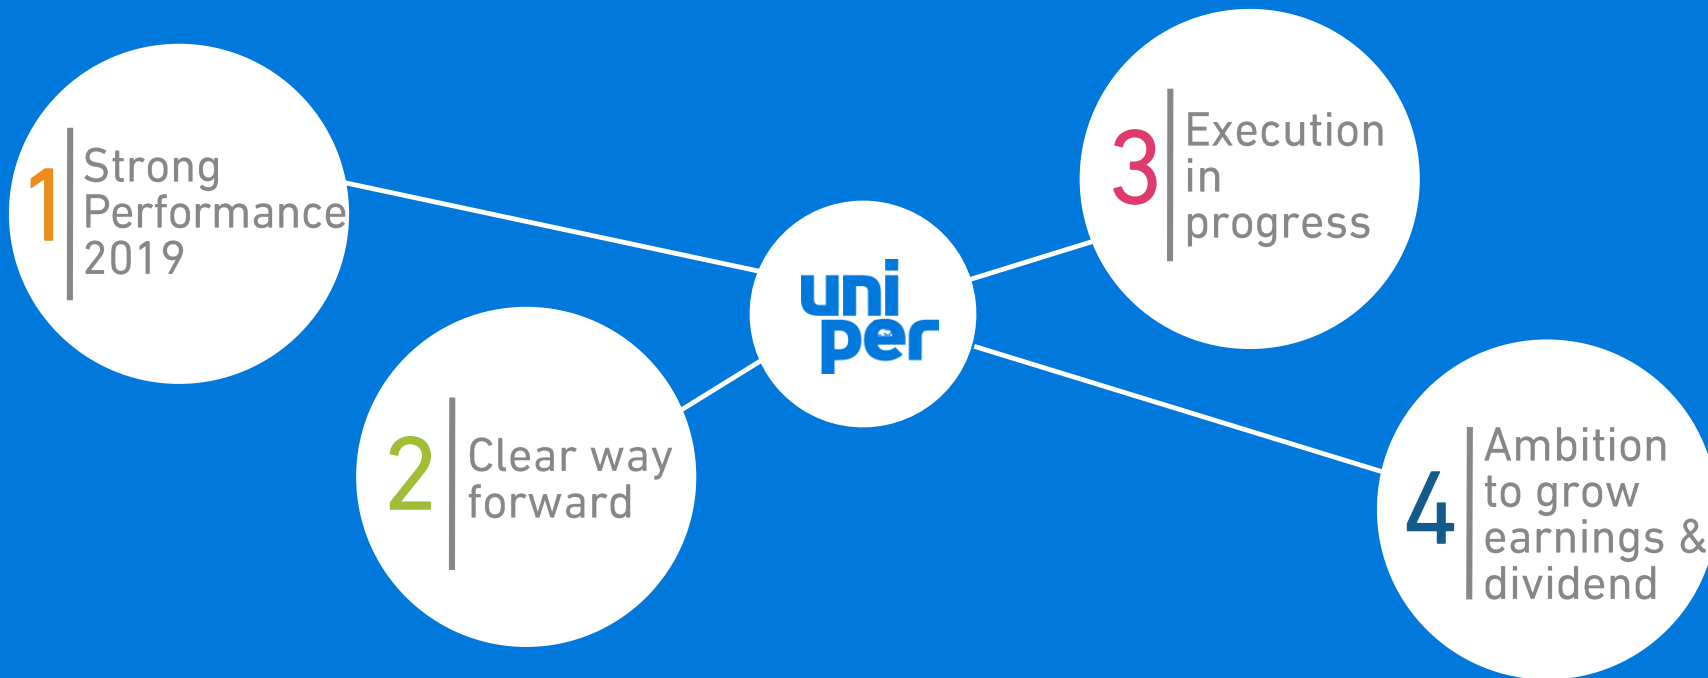 1
Strong
Performance
2019
2
Clear way
forward
uni
per
3
Execution
in
progress
4
Ambition
to grow
earnings &
dividend